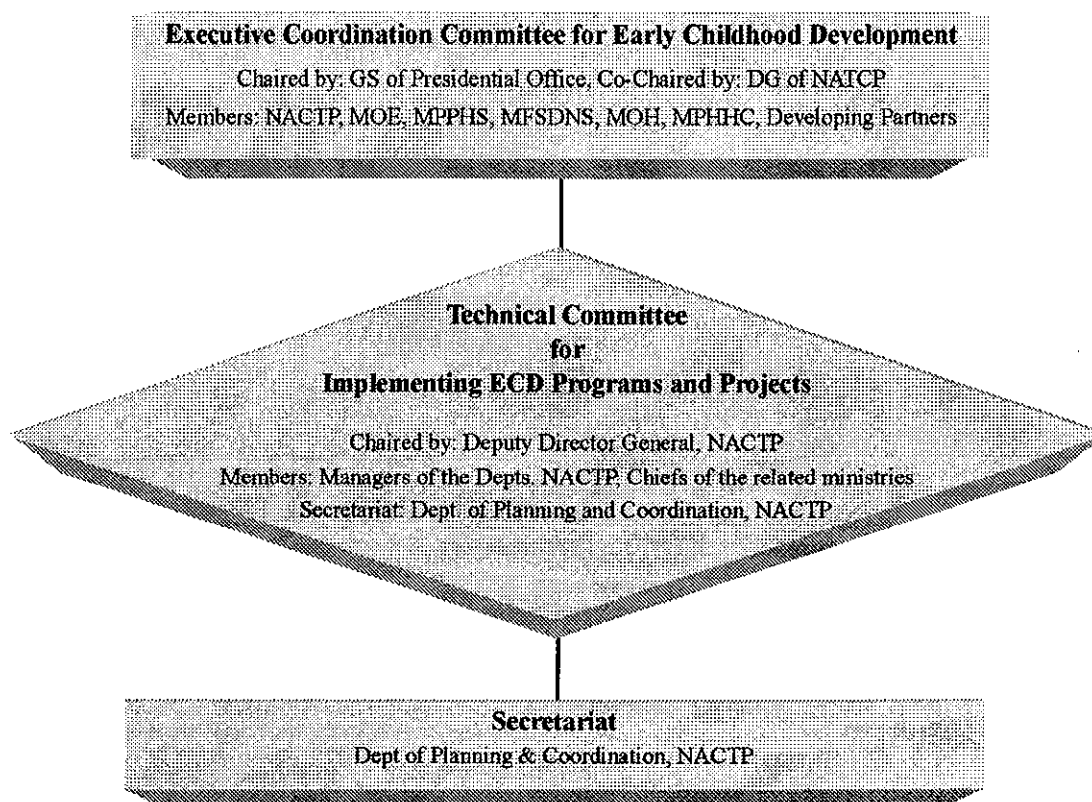 Executive Coordination Committee for Early Childhood Development
Chaired by: GS of Presidential Office, Co-Chaired by: DG of NATCP
Members: NACTP, MOE, MPPHS, MFSDNS, MOH, MPHHC, Developing Partners
Technical Committee
for
Implementing ECD Programs and Projects
Chaired by: Deputy Director General, NACTP
Members: Managers of the Depts. NACTP, Chiefs of the related ministries
Secretariat: Dept. of Planning and Coordination, NACTP
Secretariat
Dept of Planning & Coordination, NACTP